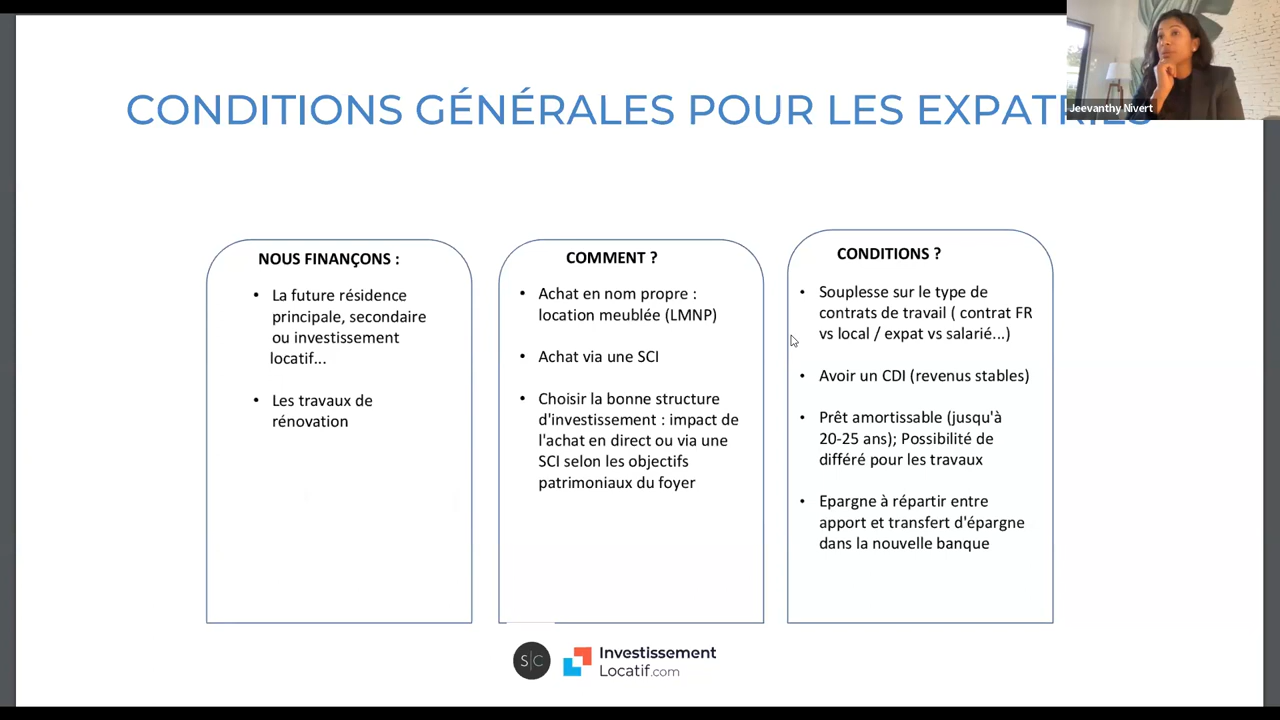 CONDITIONS GÉNÉRALES POUR LES EXPATRIÉS
Jeevanthy Nivert
NOUS FINANÇONS :
• La future résidence
principale, secondaire
ou investissement
locatif...
• Les travaux de
rénovation
COMMENT ?
• Achat en nom propre :
location meublée (LMNP)
• Achat via une SCI
• Choisir la bonne structure
d'investissement : impact de
l'achat en direct ou via une
SCI selon les objectifs
patrimoniaux du foyer
CONDITIONS ?
• Souplesse sur le type de
contrats de travail ( contrat FR
vs local / expat vs salarié...)
• Avoir un CDI (revenus stables)
• Prêt amortissable (jusqu'à
20-25 ans); Possibilité de
différé pour les travaux
• Epargne à répartir entre
apport et transfert d'épargne
dans la nouvelle banque
S|C
Investissement
Locatif.com